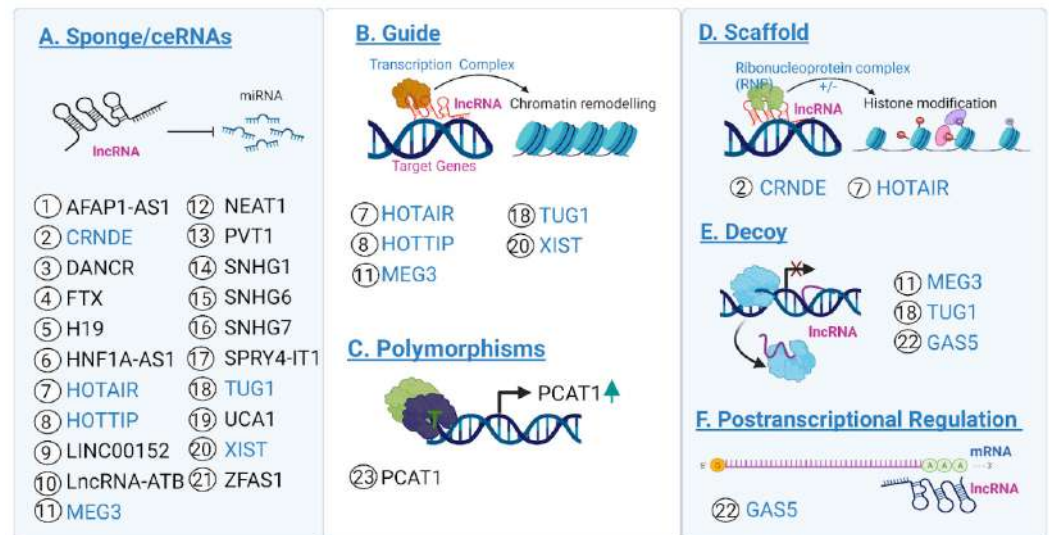 A. Sponge/ceRNAs
miRNA
lncRNA
1 AFAP1-AS1
2 CRNDE
3 DANCR
4 FTX
5 H19
6 HNF1A-AS1
7 HOTAIR
8 HOTTIP
9 LINC00152
10 LncRNA-ATB
11 MEG3
12 NEAT1
13 PVT1
14 SNHG1
15 SNHG6
16 SNHG7
17 SPRY4-IT1
18 TUG1
19 UCA1
20 XIST
21 ZFAS1
B. Guide
Transcription Complex
lncRNA
Chromatin remodelling
Target Genes
7 HOTAIR
8 HOTTIP
11 MEG3
18 TUG1
20 XIST
C. Polymorphisms
T
PCAT1
23 PCAT1
D. Scaffold
Ribonucleoprotein complex
(RNP)
+/-
lncRNA
Histone modification
2 CRNDE
7 HOTAIR
E. Decoy
lncRNA
11 MEG3
18 TUG1
22 GAS5
F. Postranscriptional Regulation
mRNA
5' G A A A ---- 3'
lncRNA
22 GAS5